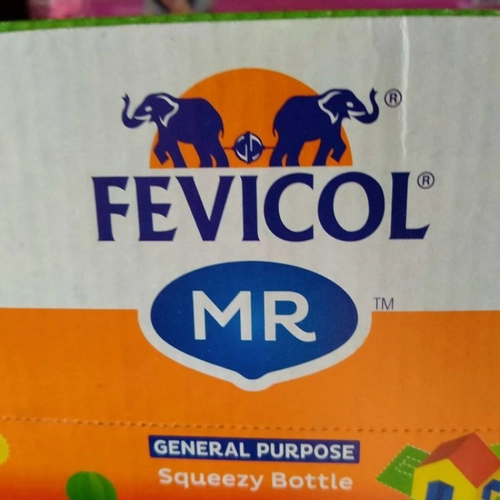 ®
FEVICOL®
MR™
GENERAL PURPOSE
Squeezy Bottle